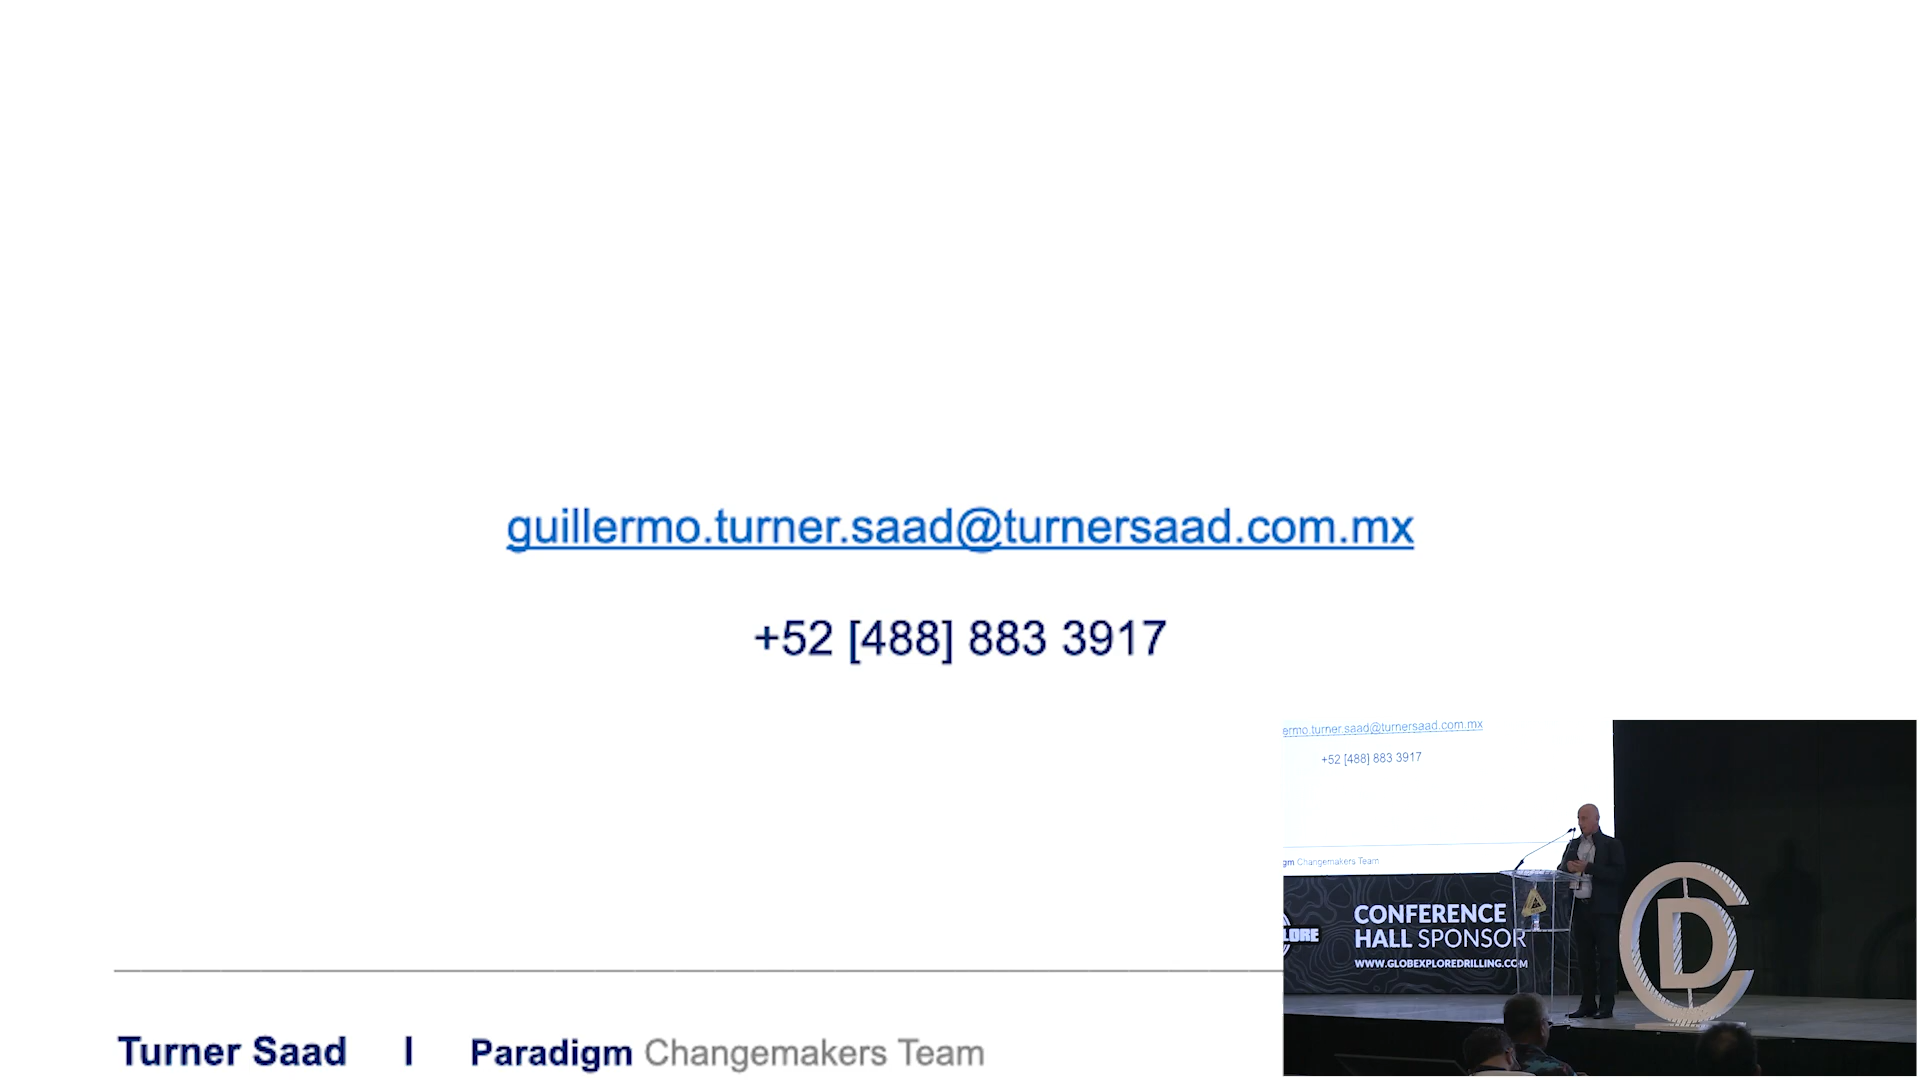 guillermo.turner.saad@turnersaad.com.mx
+52 [488] 883 3917
Turner Saad | Paradigm Changemakers Team
ermo.turner.saad@turnersaad.com.mx
+52 [488] 883 3917
gm Changemakers Team
LORE
CONFERENCE
HALL SPONSOR
WWW.GLOBEXPLOREDRILLING.COM
DC